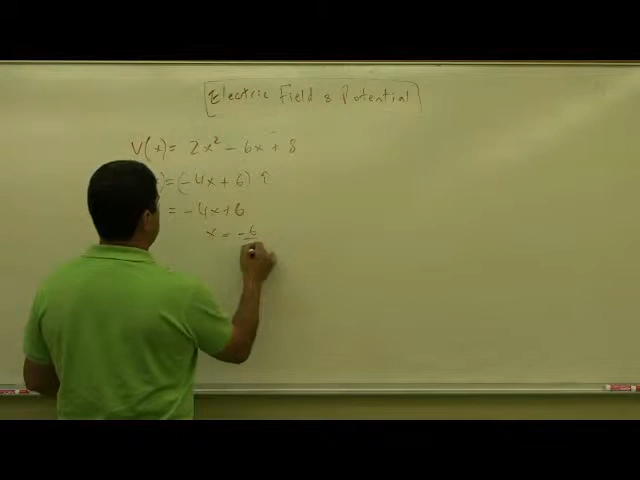 Electric Field & Potential
V(x) = 2x² - 6x + 8
x) = (-4x + 6) î
= -4x+6
x = -6